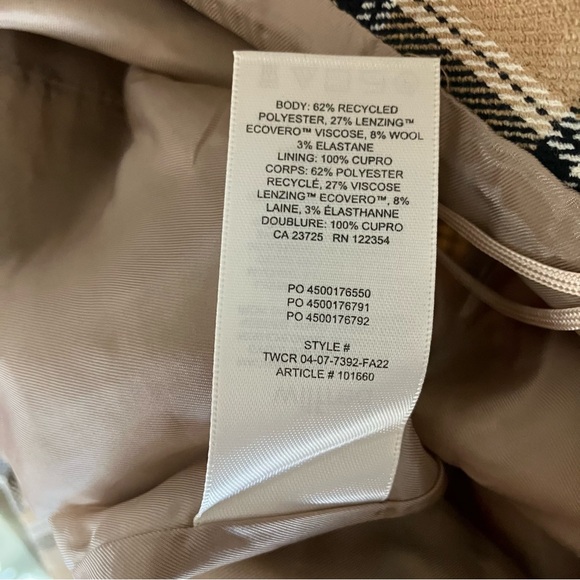 BODY: 62% RECYCLED
POLYESTER, 27% LENZING™
ECOVERO™ VISCOSE, 8% WOOL
3% ELASTANE
LINING: 100% CUPRO
CORPS: 62% POLYESTER
RECYCLÉ, 27% VISCOSE
LENZING™ ECOVERO™, 8%
LAINE, 3% ÉLASTHANNE
DOUBLURE: 100% CUPRO
CA 23725 RN 122354
PO 4500176550
PO 4500176791
PO 4500176792
STYLE #
TWCR 04-07-7392-FA22
ARTICLE # 101660